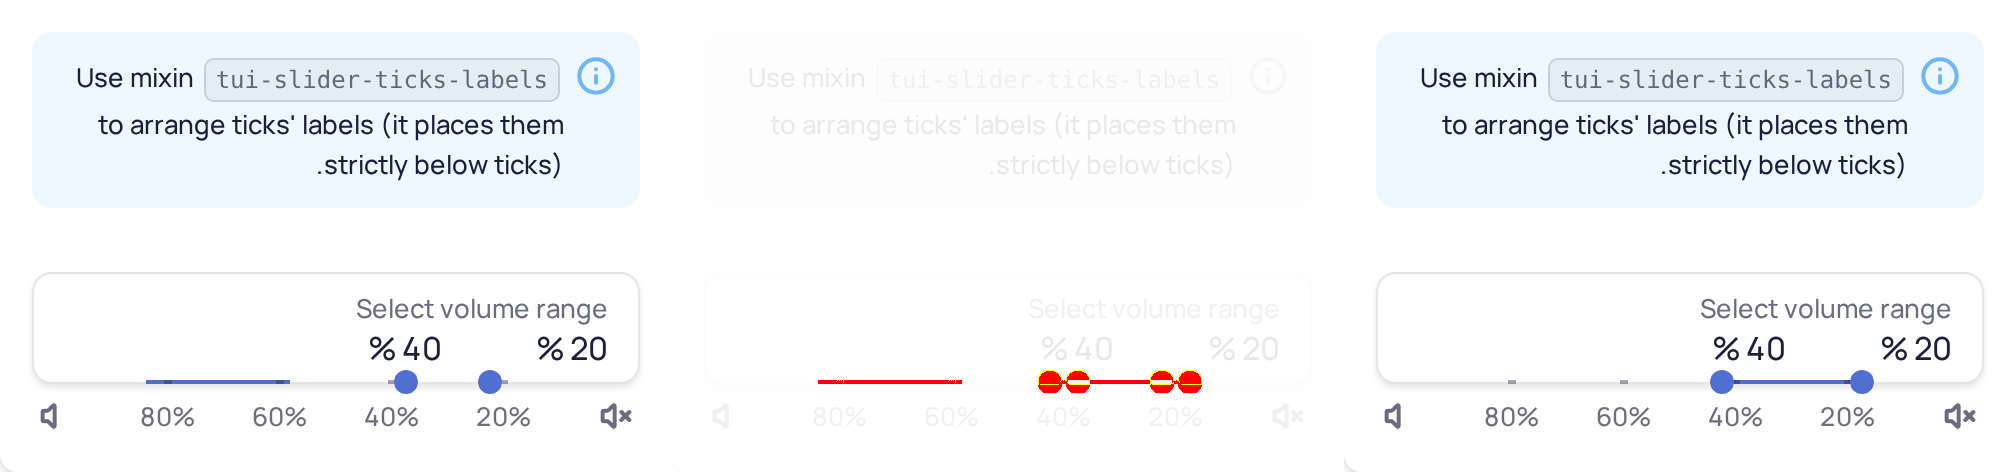 Use mixin tui-slider-ticks-labels
to arrange ticks' labels (it places them
.strictly below ticks)
Select volume range
% 40 % 20
80% 60% 40% 20%
Use mixin tui-slider-ticks-labels
to arrange ticks' labels (it places them
.strictly below ticks)
Select volume range
% 40 % 20
80% 60% 40% 20%
Use mixin tui-slider-ticks-labels
to arrange ticks' labels (it places them
.strictly below ticks)
Select volume range
% 40 % 20
80% 60% 40% 20%